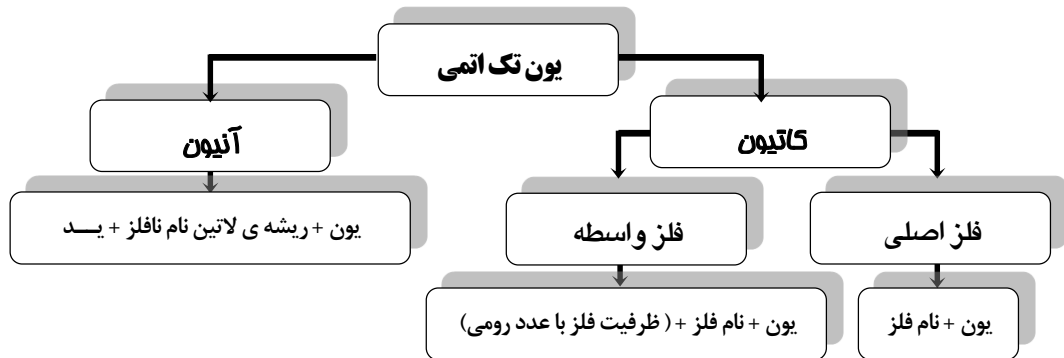 یون تک اتمی
کاتیون
آنیون
فلز اصلی
فلز واسطه
یون + ریشه ی لاتین نام نافلز + یــد
یون + نام فلز
یون + نام فلز + ( ظرفیت فلز با عدد رومی)